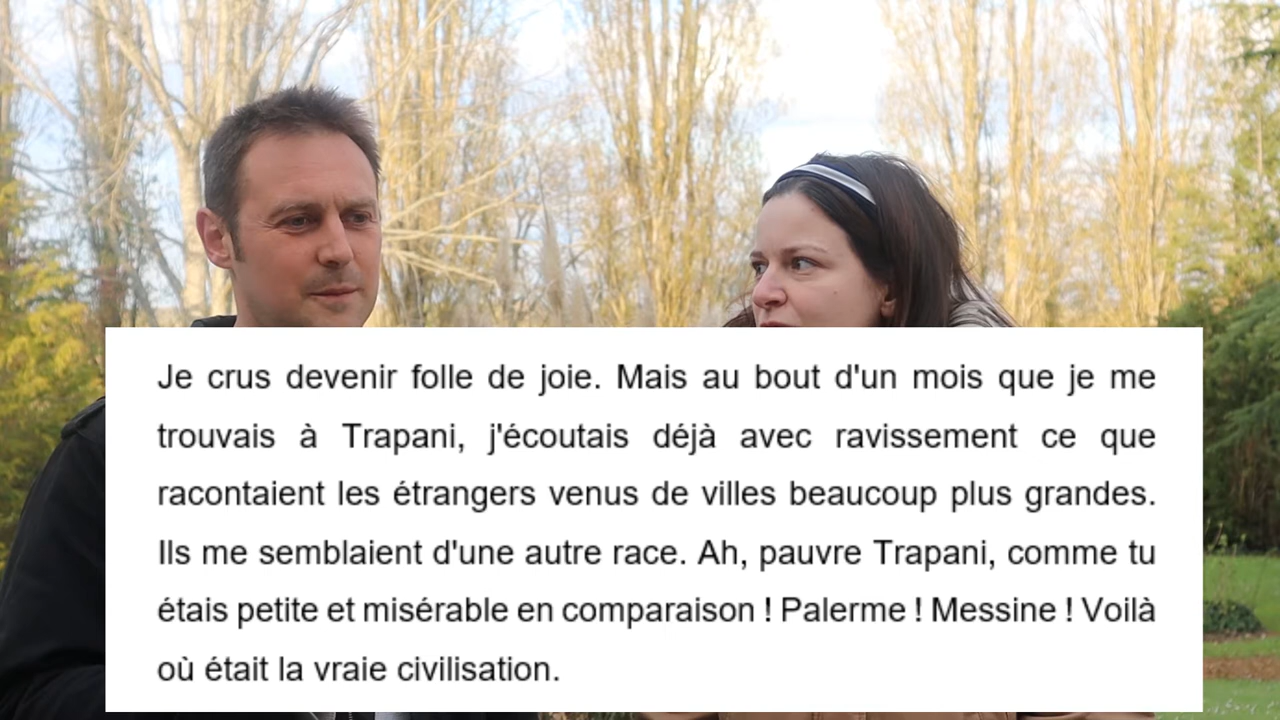 Je crus devenir folle de joie. Mais au bout d'un mois que je me
trouvais à Trapani, j'écoutais déjà avec ravissement ce que
racontaient les étrangers venus de villes beaucoup plus grandes.
Ils me semblaient d'une autre race. Ah, pauvre Trapani, comme tu
étais petite et misérable en comparaison ! Palerme ! Messine ! Voilà
où était la vraie civilisation.